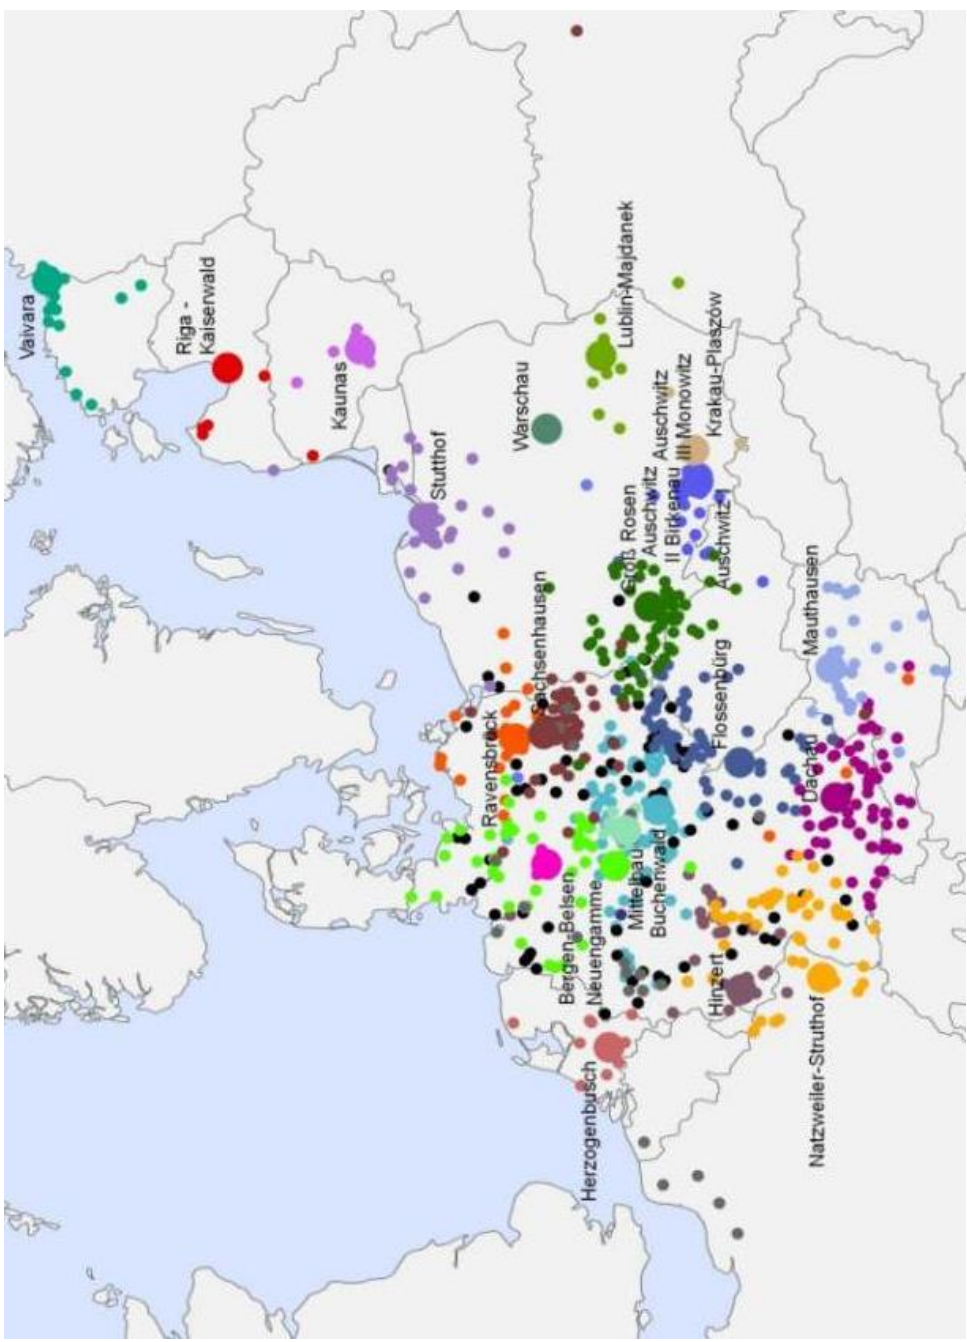 Vaivara
Riga -
Kaiserwald
Kaunas
Stutthof
Warschau
Lublin-Majdanek
Ravensbrück
Sachsenhausen
Groß Rosen
Auschwitz
II Birkenau
Auschwitz
III Monowitz
Krakau-Plaszów
Auschwitz I
Bergen-Belsen
Neuengamme
Mittelbau
Buchenwald
Flossenbürg
Mauthausen
Dachau
Herzogenbusch
Hinzert
Natzweiler-Struthof